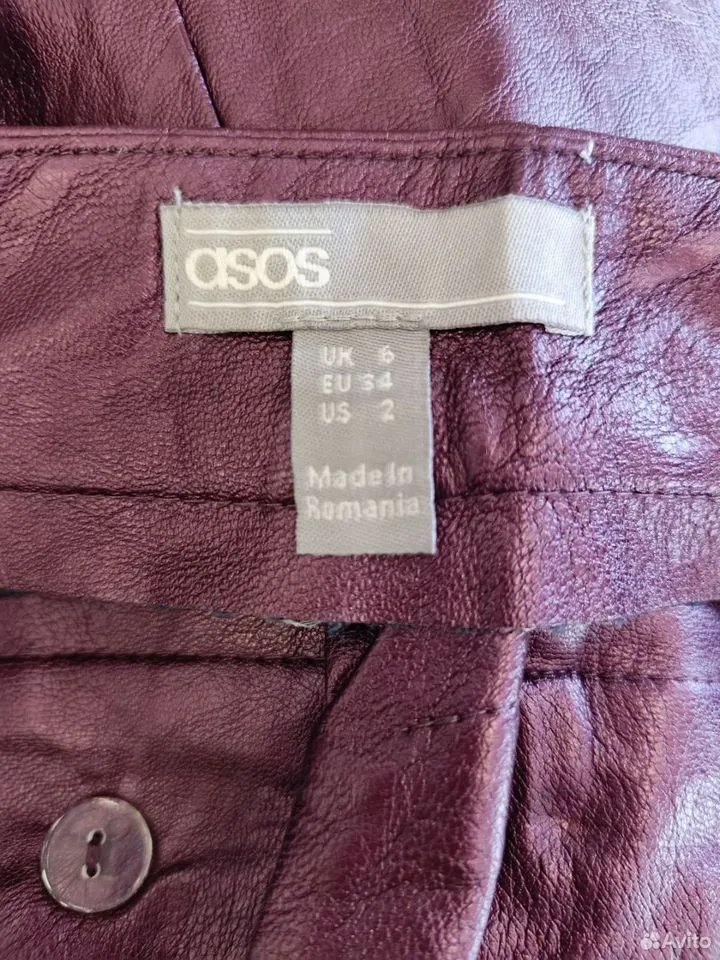 asos
UK 6
EU 34
US 2
Made In
Romania
Avito